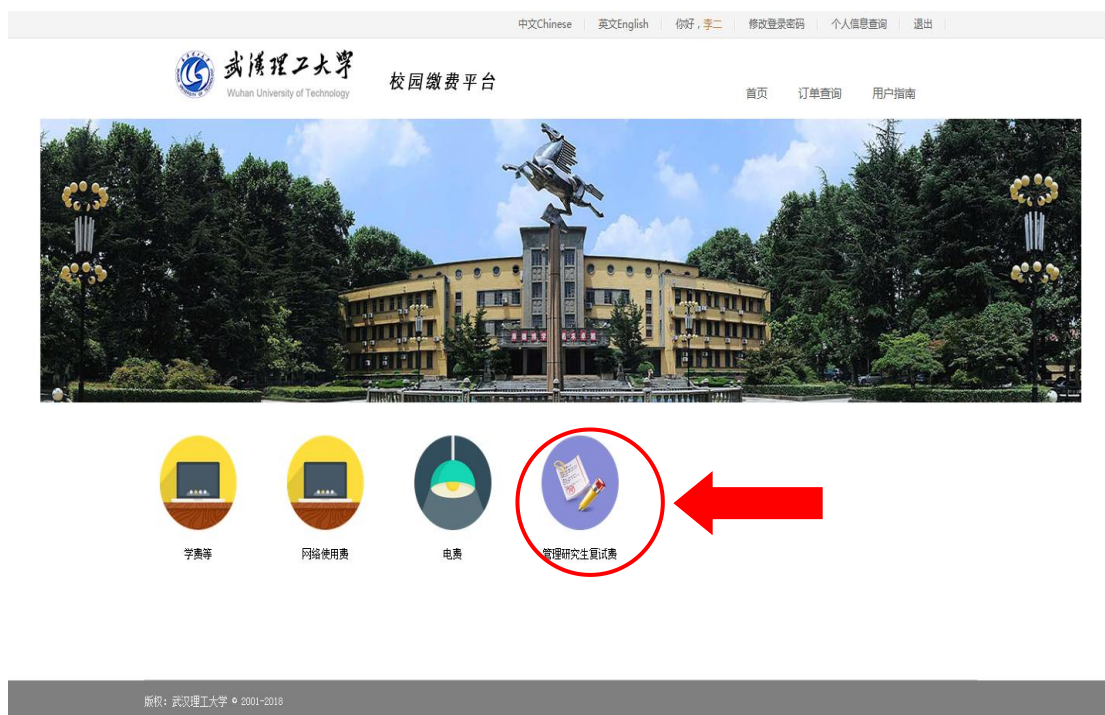 中文Chinese 英文English 你好，李二 修改登录密码 个人信息查询 退出
武汉理工大学
Wuhan University of Technology
校园缴费平台
首页 订单查询 用户指南
学费等 网络使用费 电费 管理研究生复试费
版权：武汉理工大学 © 2001-2018